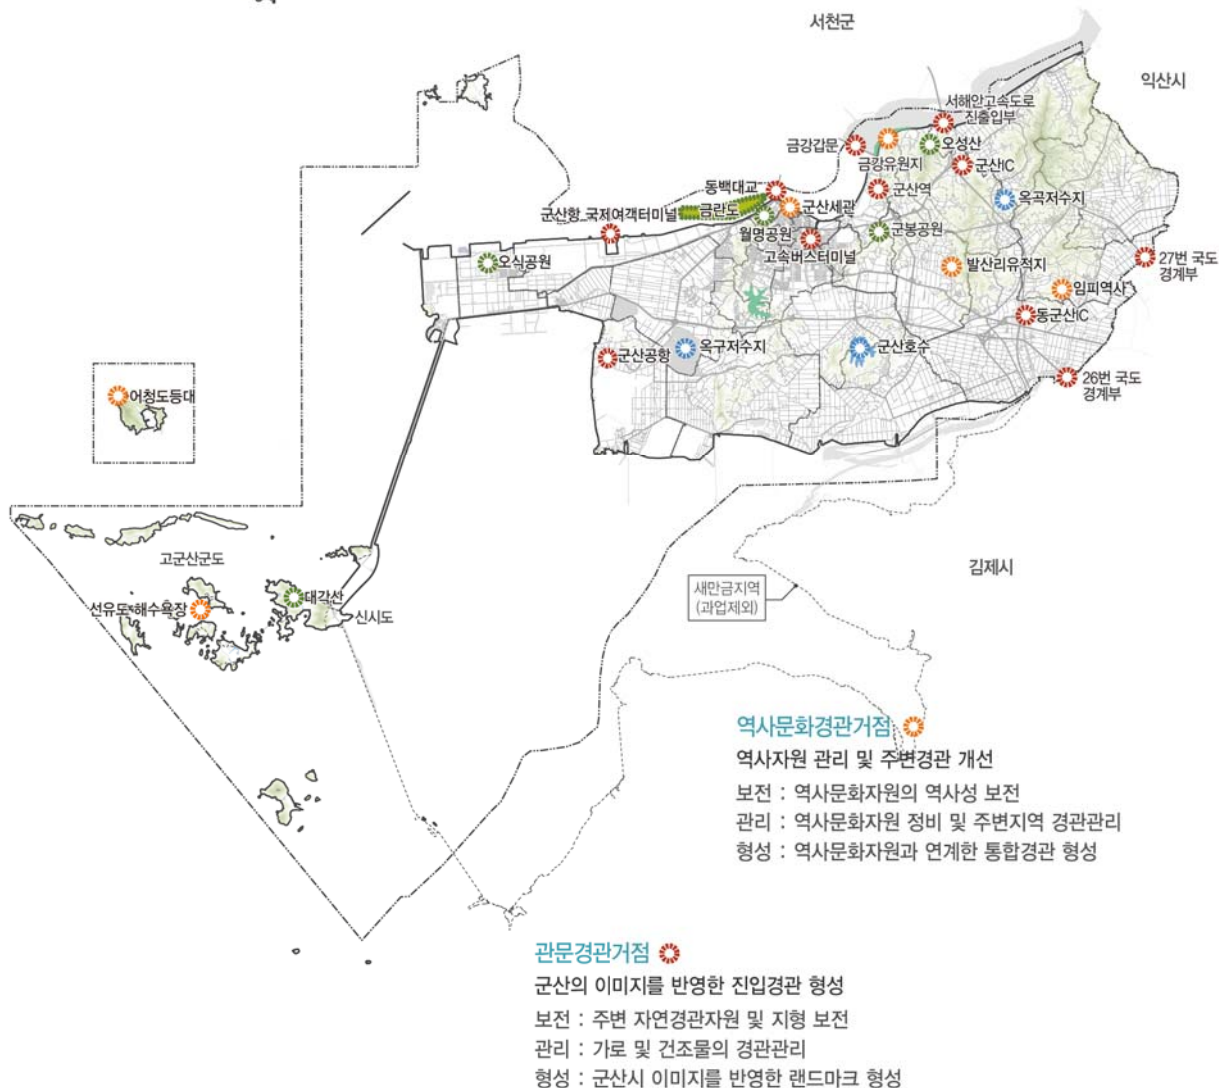 서천군
익산시
서해안고속도로
진출입부
금강갑문
오성산
금강유원지
군산IC
동백대교
군산역
옥곡저수지
군산항 국제여객터미널
금란도
군산세관
월명공원
군봉공원
고속버스터미널
27번 국도
경계부
오식공원
발산리유적지
임피역사
동군산IC
군산공항
옥구저수지
군산호수
26번 국도
경계부
어청도등대
고군산군도
김제시
새만금지역
(과업제외)
선유도 해수욕장
대각산
신시도
역사문화경관거점
역사자원 관리 및 주변경관 개선
보전 : 역사문화자원의 역사성 보전
관리 : 역사문화자원 정비 및 주변지역 경관관리
형성 : 역사문화자원과 연계한 통합경관 형성
관문경관거점
군산의 이미지를 반영한 진입경관 형성
보전 : 주변 자연경관자원 및 지형 보전
관리 : 가로 및 건조물의 경관관리
형성 : 군산시 이미지를 반영한 랜드마크 형성